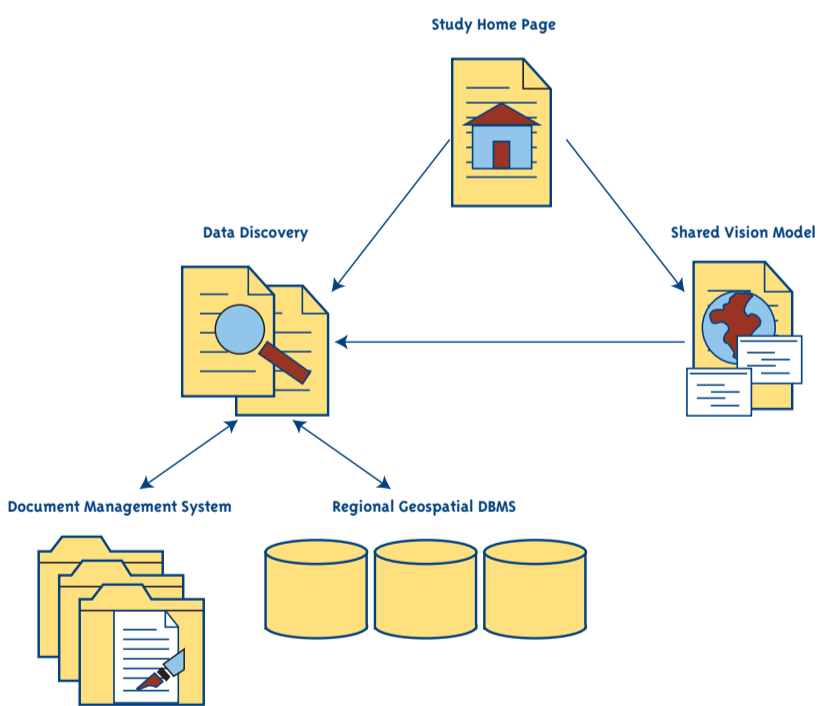 Study Home Page
Data Discovery
Shared Vision Model
Document Management System
Regional Geospatial DBMS